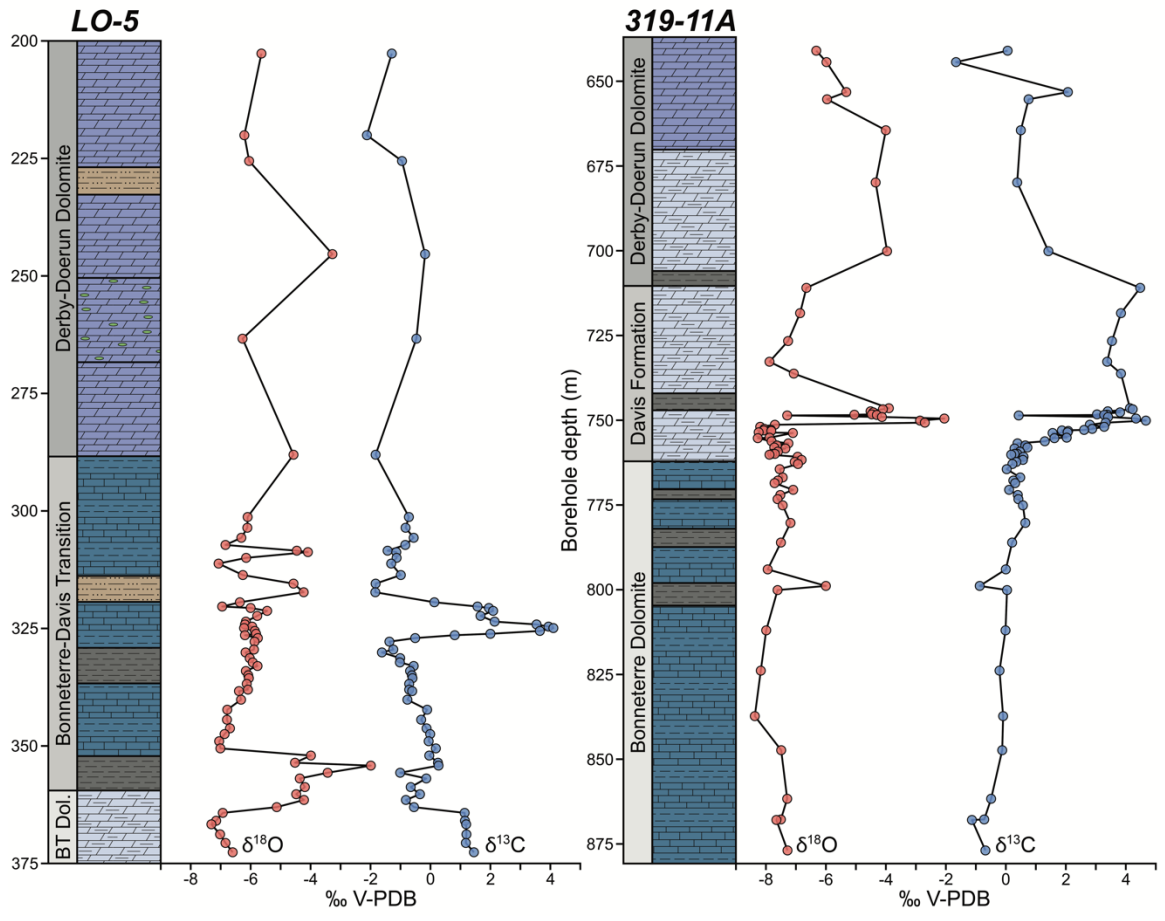 LO-5
319-11A
200
225
250
275
300
325
350
375
Derby-Doerun Dolomite
Bonneterre-Davis Transition
BT Dol.
δ18O
δ13C
-8
-6
-4
-2
0
2
4
‰ V-PDB
Borehole depth (m)
650
675
700
725
750
775
800
825
850
875
Derby-Doerun Dolomite
Davis Formation
Bonneterre Dolomite
δ18O
δ13C
-8
-6
-4
-2
0
2
4
‰ V-PDB